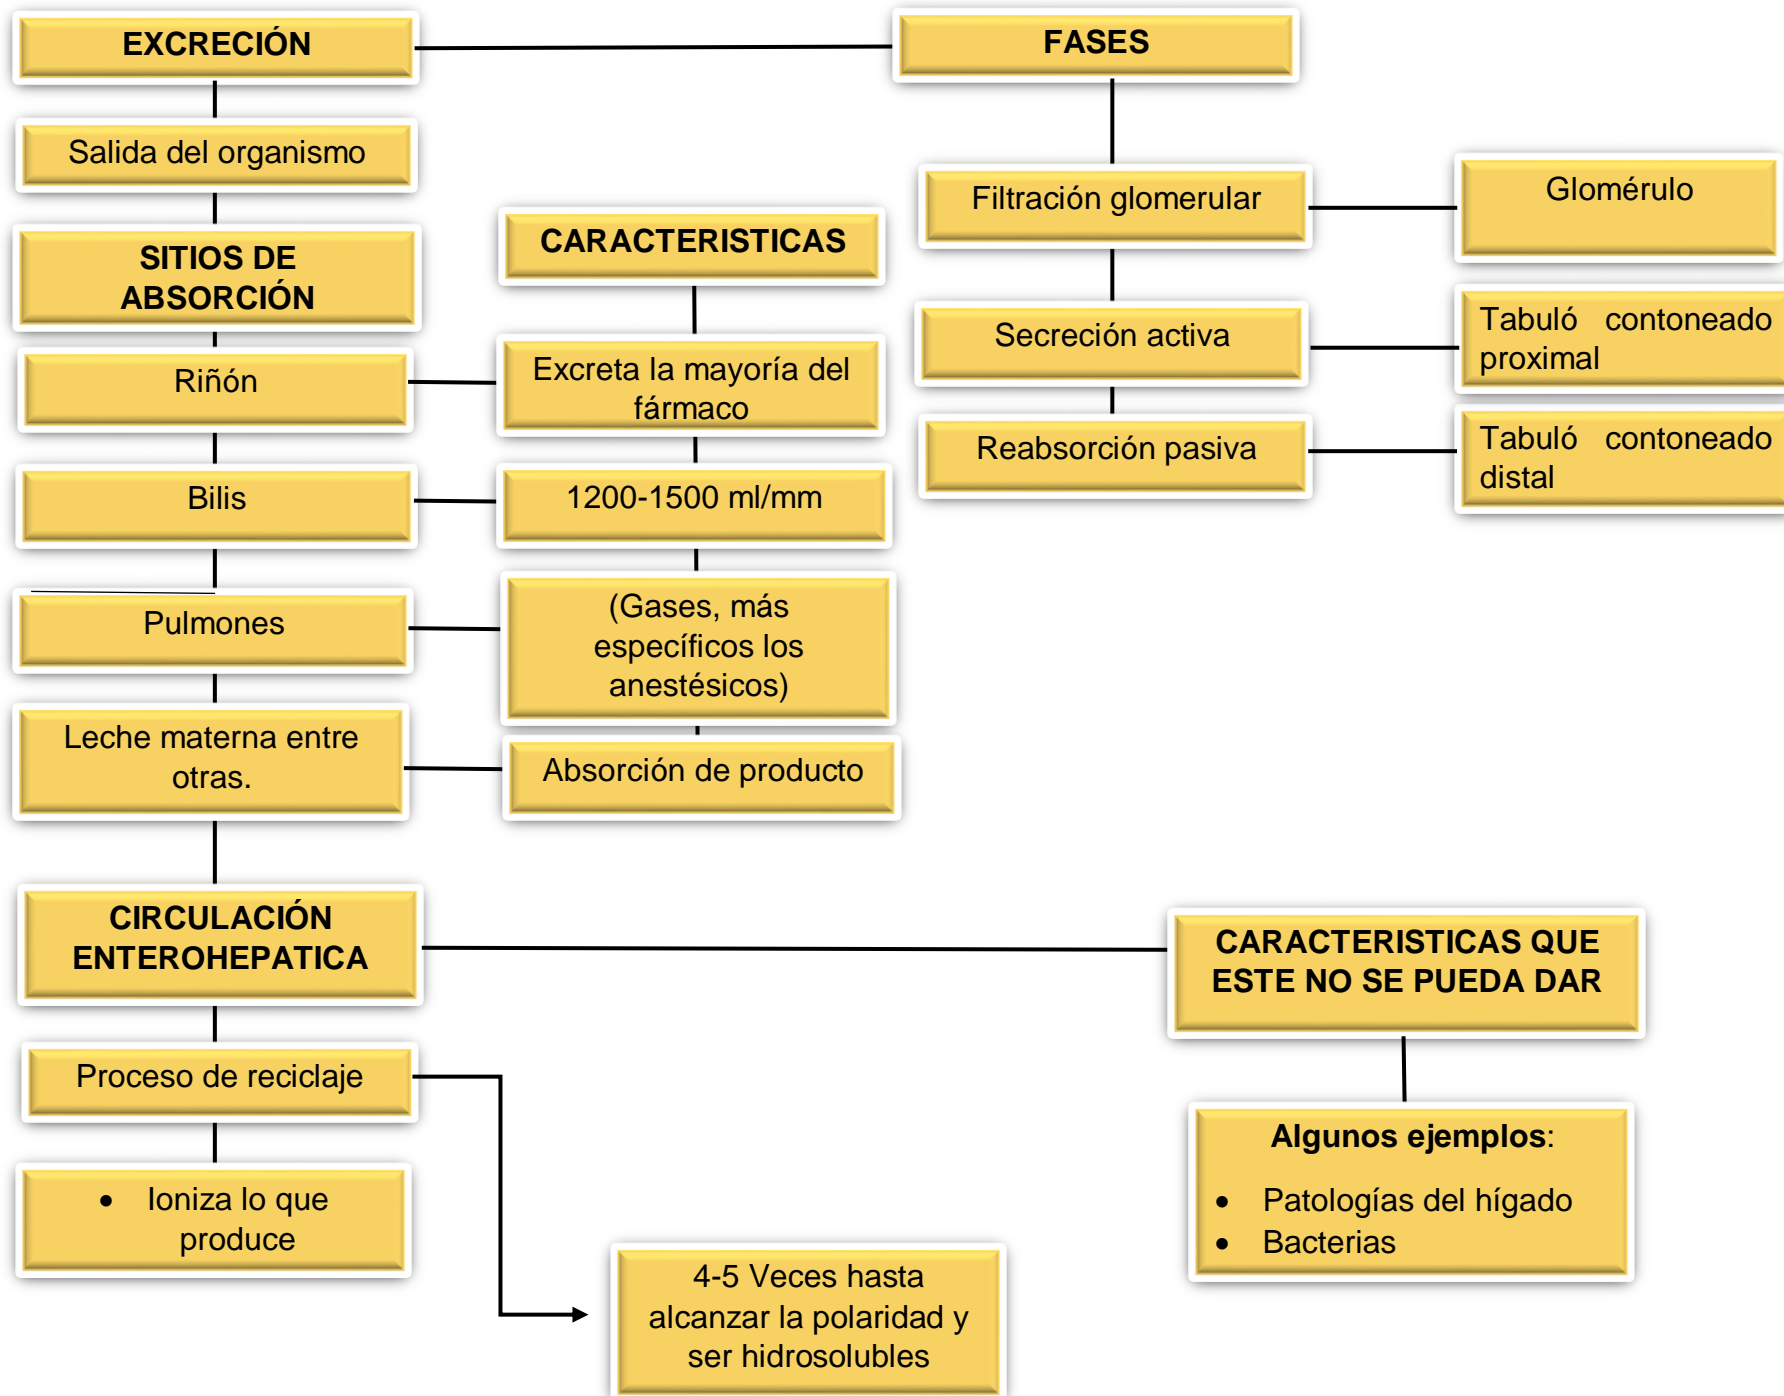 EXCRECIÓN
Salida del organismo
SITIOS DE
ABSORCIÓN
Riñón
Bilis
Pulmones
Leche materna entre
otras.
CARACTERISTICAS
Excreta la mayoría del
fármaco
1200-1500 ml/mm
(Gases, más
específicos los
anestésicos)
Absorción de producto
FASES
Filtración glomerular
Glomérulo
Secreción activa
Tabuló contoneado
proximal
Reabsorción pasiva
Tabuló contoneado
distal
CIRCULACIÓN
ENTEROHEPATICA
Proceso de reciclaje
• Ioniza lo que
produce
4-5 Veces hasta
alcanzar la polaridad y
ser hidrosolubles
CARACTERISTICAS QUE
ESTE NO SE PUEDA DAR
Algunos ejemplos:
• Patologías del hígado
• Bacterias